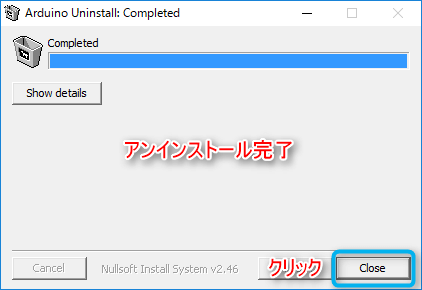 Arduino Uninstall: Completed
Completed
Show details
アンインストール完了
Cancel
Nullsoft Install System v2.46
クリック
Close